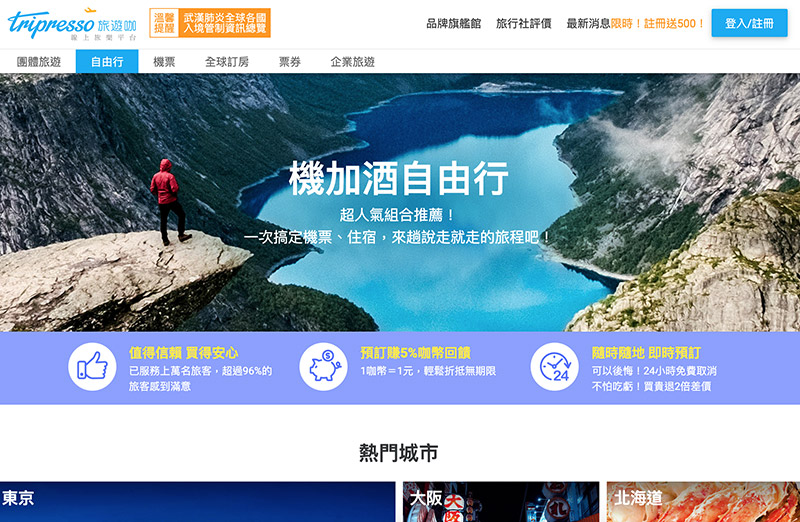 tripresso 旅遊咖
線上旅樂平台
溫馨
提醒
武漢肺炎全球各國
入境管制資訊總覽
品牌旗艦館 旅行社評價 最新消息限時！註冊送500！ 登入/註冊
團體旅遊 自由行 機票 全球訂房 票券 企業旅遊
機加酒自由行
超人氣組合推薦！
一次搞定機票、住宿，來趟說走就走的旅程吧！
值得信賴 買得安心
已服務上萬名旅客，超過96%的
旅客感到滿意
預訂賺5%咖幣回饋
1咖幣＝1元，輕鬆折抵無期限
24
隨時隨地 即時預訂
可以後悔！24小時免費取消
不怕吃虧！買貴退2倍差價
熱門城市
東京
大阪
北海道